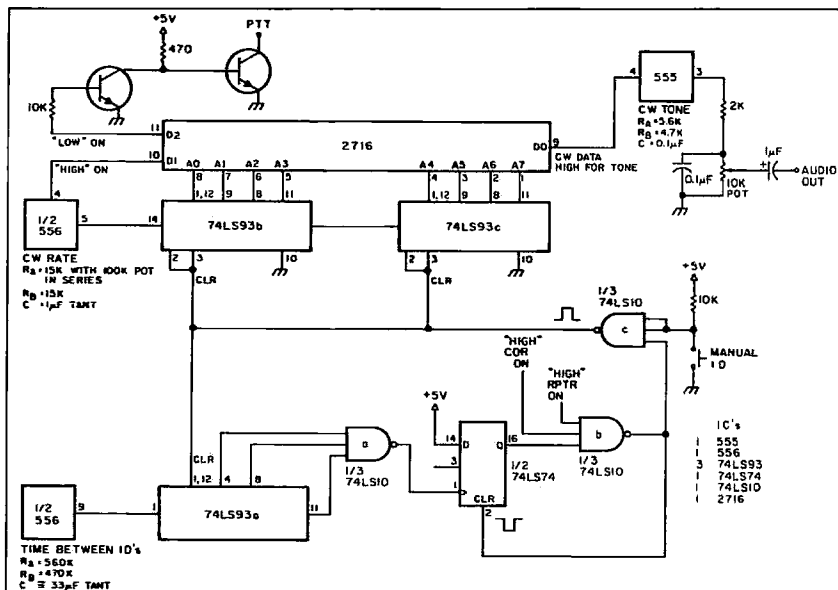 +5V
PTT
470
10K
"LOW" ON
11
D2
2716
"HIGH" ON
10
D1
A0
A1
A2
A3
A4
A5
A6
A7
D0
9
CW DATA
HIGH FOR TONE
4
555
3
CW TONE
RA = 5.6K
RB = 4.7K
C = 0.1µF
2K
0.1µF
10K
POT
1µF
+
AUDIO
OUT
8
7
6
5
4
3
2
1
1,12
9
8
11
1,12
9
8
11
4
1/2
556
5
14
74LS93b
74LS93c
CW RATE
RA = 15K WITH 100K POT
IN SERIES
RB = 15K
C = 1µF TANT
2
3
10
CLR
2
3
10
CLR
+5V
10K
1/3
74LS10
c
MANUAL
ID
"HIGH"
COR
ON
"HIGH"
RPTR
ON
+5V
CLR
1,12
4
8
a
1/3
74LS10
14
D
Q
16
3
1
CLR
2
1/2
74LS74
b
1/3
74LS10
IC's
1 555
1 556
3 74LS93
1 74LS74
1 74LS10
1 2716
1/2
556
9
1
74LS93a
11
TIME BETWEEN ID's
RA = 560K
RB = 470K
C = 33µF TANT